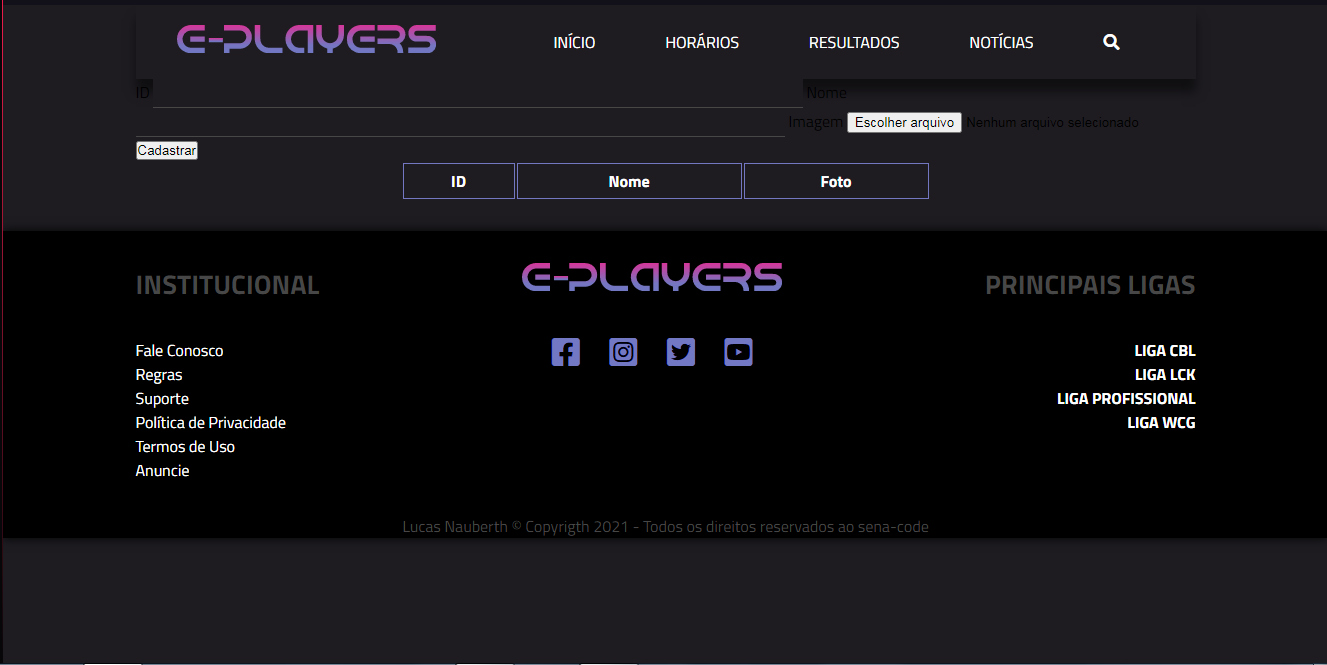 E-PLAYERS INÍCIO HORÁRIOS RESULTADOS NOTÍCIAS
ID Nome
Imagem Escolher arquivo Nenhum arquivo selecionado
Cadastrar
ID Nome Foto
INSTITUCIONAL
Fale Conosco
Regras
Suporte
Política de Privacidade
Termos de Uso
Anuncie
E-PLAYERS
PRINCIPAIS LIGAS
LIGA CBL
LIGA LCK
LIGA PROFISSIONAL
LIGA WCG
Lucas Nauberth © Copyrigth 2021 - Todos os direitos reservados ao sena-code